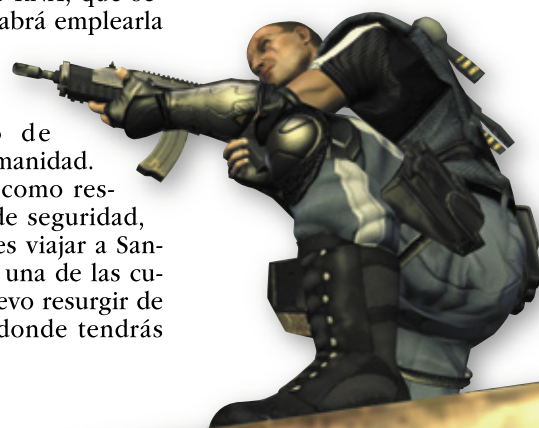 abrá emplearla
de
manidad.
como res-
de seguridad,
es viajar a San-
una de las cu-
evo resurgir de
donde tendrás